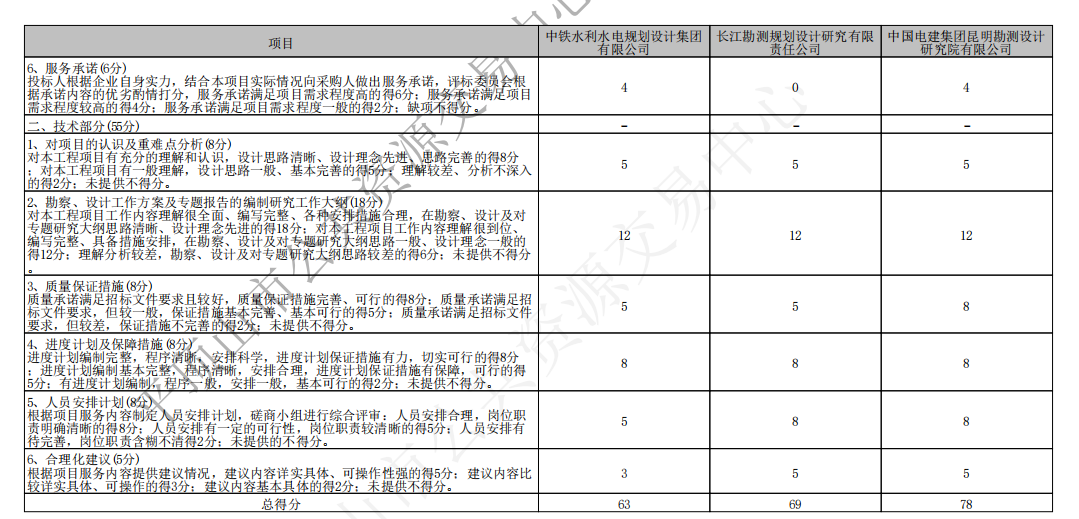 项目
中铁水利水电规划设计集团
有限公司
长江勘测规划设计研究有限
责任公司
中国电建集团昆明勘测设计
研究院有限公司
6、服务承诺(6分)
投标人根据企业自身实力，结合本项目实际情况向采购人做出服务承诺，评标委员会根
据承诺内容的优劣酌情打分，服务承诺满足项目需求程度高的得6分；服务承诺满足项目
需求程度较高的得4分；服务承诺满足项目需求程度一般的得2分；缺项不得分。
4
0
4
二、技术部分(55分)
–
–
–
1、对项目的认识及重难点分析(8分)
对本工程项目有充分的理解和认识，设计思路清晰、设计理念先进、思路完善的得8分
；对本工程项目有一般理解，设计思路一般、基本完善的得5分；理解较差、分析不深入
的得2分；未提供不得分。
5
5
5
2、勘察、设计工作方案及专题报告的编制研究工作大纲(18分)
对本工程项目工作内容理解很全面、编写完整、各种安排措施合理，在勘察、设计及对
专题研究大纲思路清晰、设计理念先进的得18分；对本工程项目工作内容理解很到位、
编写完整、具备措施安排，在勘察、设计及对专题研究大纲思路一般、设计理念一般的
得12分；理解分析较差，勘察、设计及对专题研究大纲思路较差的得6分；未提供不得分
。
12
12
12
3、质量保证措施(8分)
质量承诺满足招标文件要求且较好，质量保证措施完善、可行的得8分；质量承诺满足招
标文件要求，但较一般，保证措施基本完善、基本可行的得5分；质量承诺满足招标文件
要求，但较差，保证措施不完善的得2分；未提供不得分。
5
5
8
4、进度计划及保障措施(8分)
进度计划编制完整，程序清晰，安排科学，进度计划保证措施有力，切实可行的得8分
；进度计划编制基本完整，程序清晰，安排合理，进度计划保证措施有保障，可行的得
5分；有进度计划编制，程序一般，安排一般，基本可行的得2分；未提供不得分。
8
8
8
5、人员安排计划(8分)
根据项目服务内容制定人员安排计划，磋商小组进行综合评审：人员安排合理，岗位职
责明确清晰的得8分；人员安排有一定的可行性，岗位职责较清晰的得5分；人员安排有
待完善，岗位职责含糊不清得2分；未提供的不得分。
5
8
8
6、合理化建议(5分)
根据项目服务内容提供建议情况，建议内容详实具体、可操作性强的得5分；建议内容比
较详实具体、可操作的得3分；建议内容基本具体的得2分；未提供不得分。
3
5
5
总得分
63
69
78
平顶山市公共资源交易中心
山市公共资源交易中心